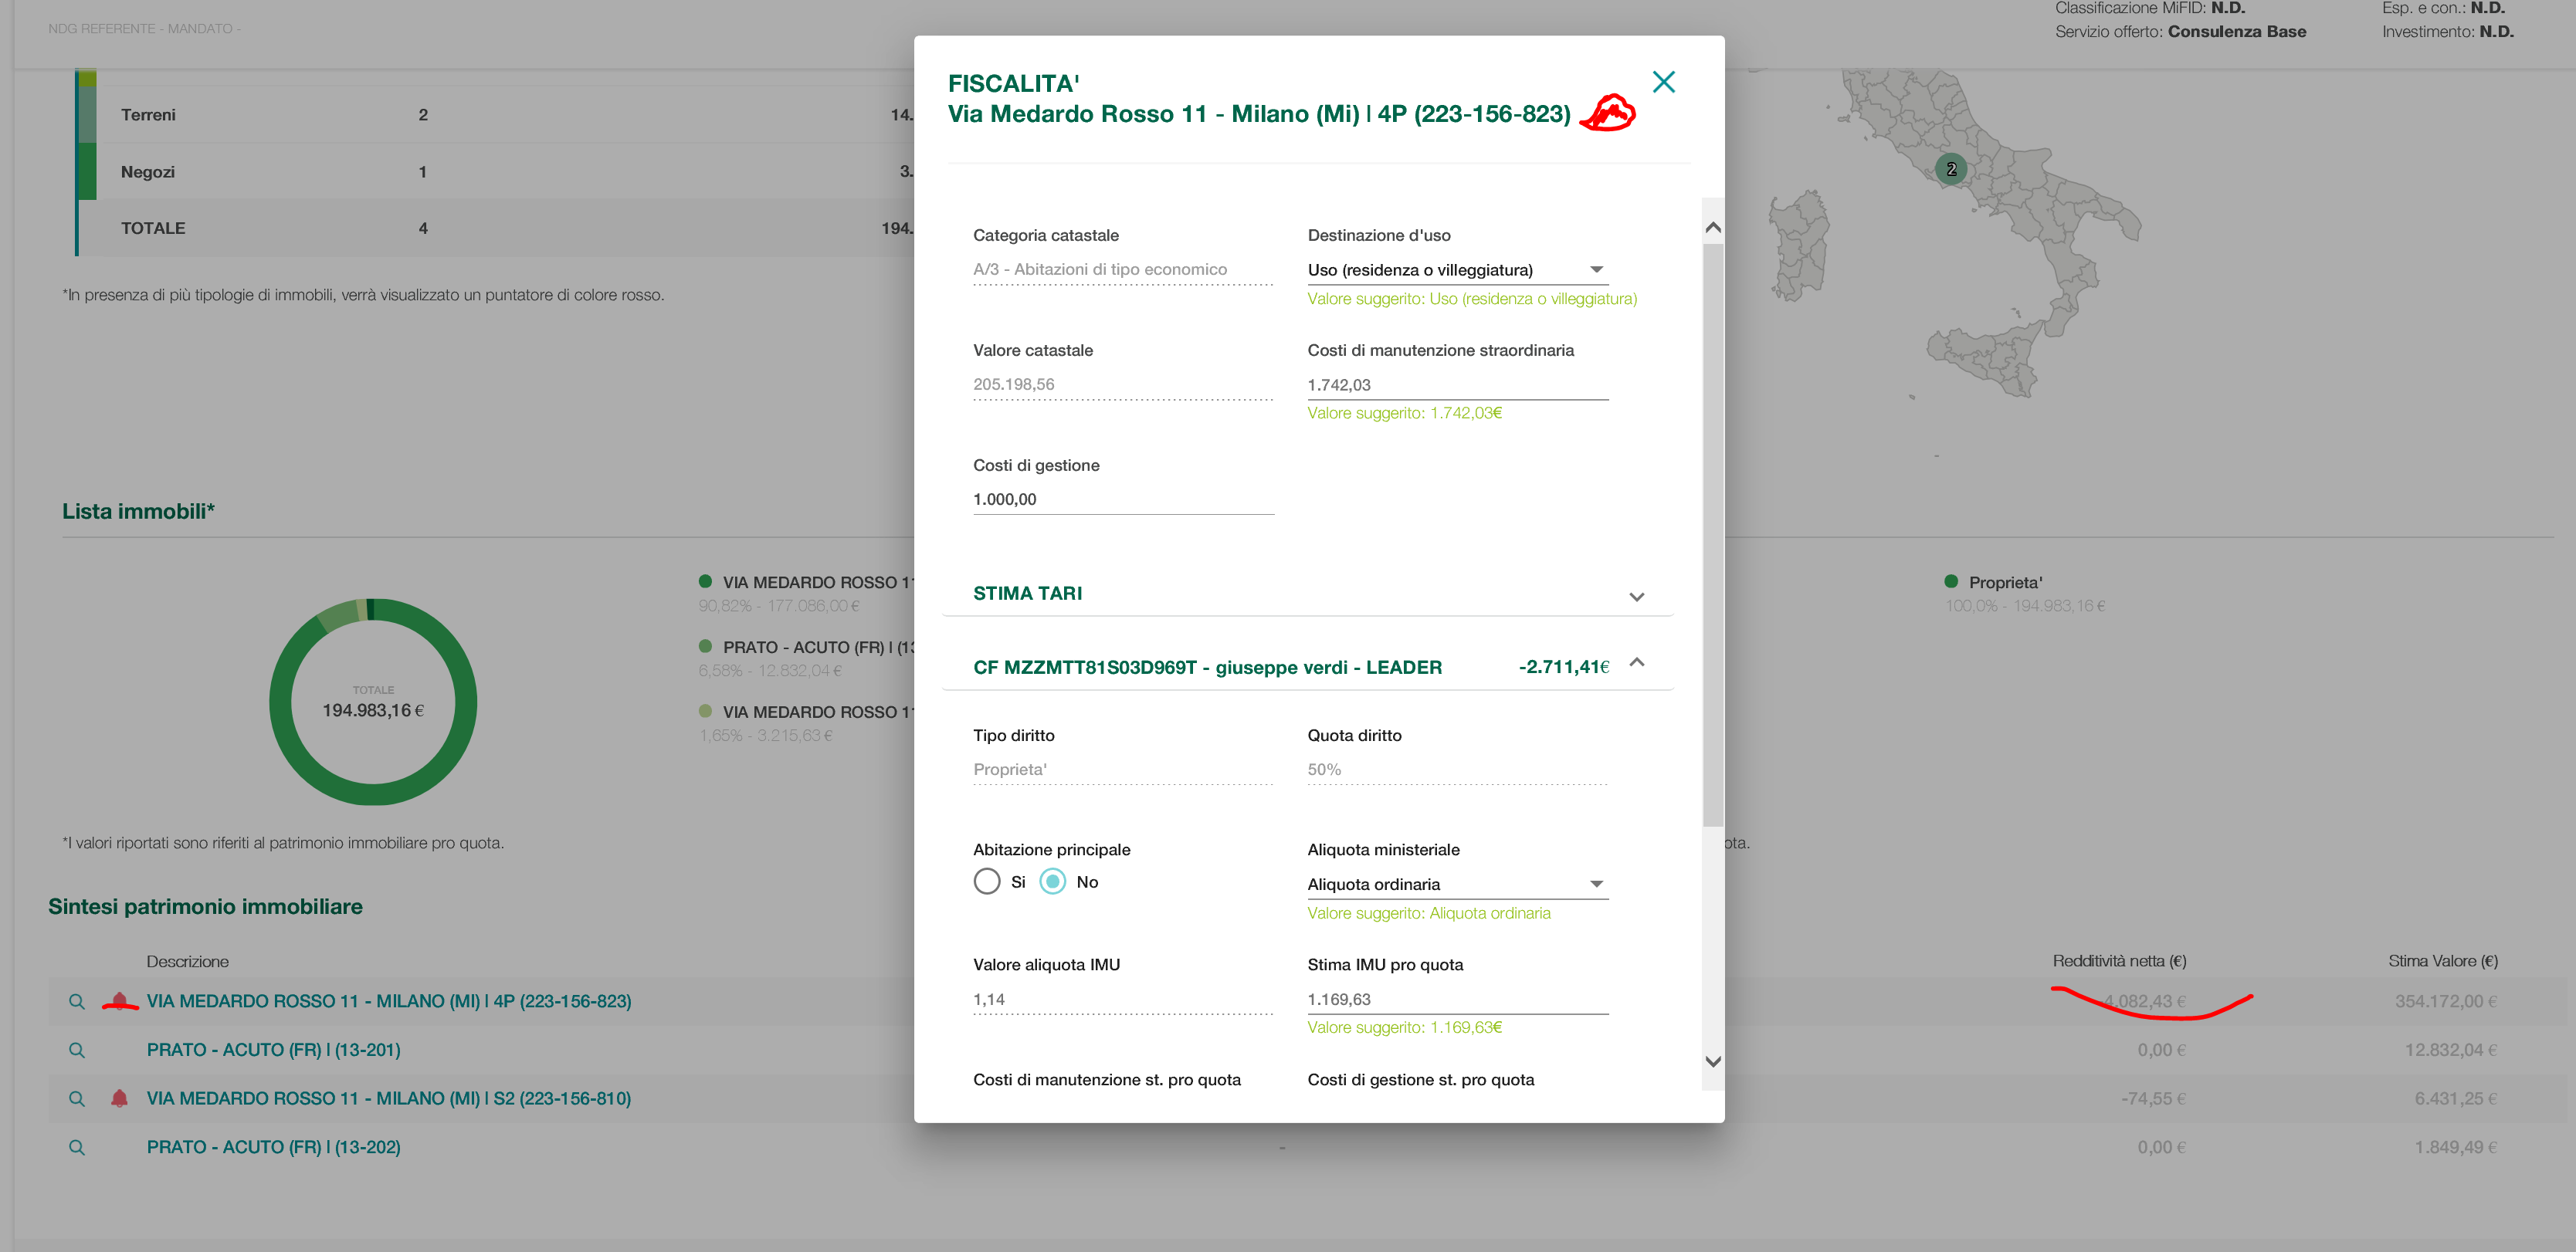 NDG REFERENTE - MANDATO -
Classificazione MiFID: N.D.
Esp. e con.: N.D.
Servizio offerto: Consulenza Base
Investimento: N.D.
Terreni 2 14.
Negozi 1 3.
TOTALE 4 194.
*In presenza di più tipologie di immobili, verrà visualizzato un puntatore di colore rosso.
2
Lista immobili*
TOTALE
194.983,16 €
VIA MEDARDO ROSSO 11
90,82% - 177.086,00 €
PRATO - ACUTO (FR) | (13
6,58% - 12.832,04 €
VIA MEDARDO ROSSO 11
1,65% - 3.215,63 €
Proprieta'
100,0% - 194.983,16 €
*I valori riportati sono riferiti al patrimonio immobiliare pro quota.
ota.
Sintesi patrimonio immobiliare
Descrizione Redditività netta (€) Stima Valore (€)
VIA MEDARDO ROSSO 11 - MILANO (MI) | 4P (223-156-823) -4.082,43 € 354.172,00 €
PRATO - ACUTO (FR) | (13-201) 0,00 € 12.832,04 €
VIA MEDARDO ROSSO 11 - MILANO (MI) | S2 (223-156-810) -74,55 € 6.431,25 €
PRATO - ACUTO (FR) | (13-202) - 0,00 € 1.849,49 €
FISCALITA'
Via Medardo Rosso 11 - Milano (Mi) | 4P (223-156-823)
Categoria catastale
A/3 - Abitazioni di tipo economico
Destinazione d'uso
Uso (residenza o villeggiatura)
Valore suggerito: Uso (residenza o villeggiatura)
Valore catastale
205.198,56
Costi di manutenzione straordinaria
1.742,03
Valore suggerito: 1.742,03€
Costi di gestione
1.000,00
STIMA TARI
CF MZZMTT81S03D969T - giuseppe verdi - LEADER -2.711,41€
Tipo diritto
Proprieta'
Quota diritto
50%
Abitazione principale
Si No
Aliquota ministeriale
Aliquota ordinaria
Valore suggerito: Aliquota ordinaria
Valore aliquota IMU
1,14
Stima IMU pro quota
1.169,63
Valore suggerito: 1.169,63€
Costi di manutenzione st. pro quota
Costi di gestione st. pro quota